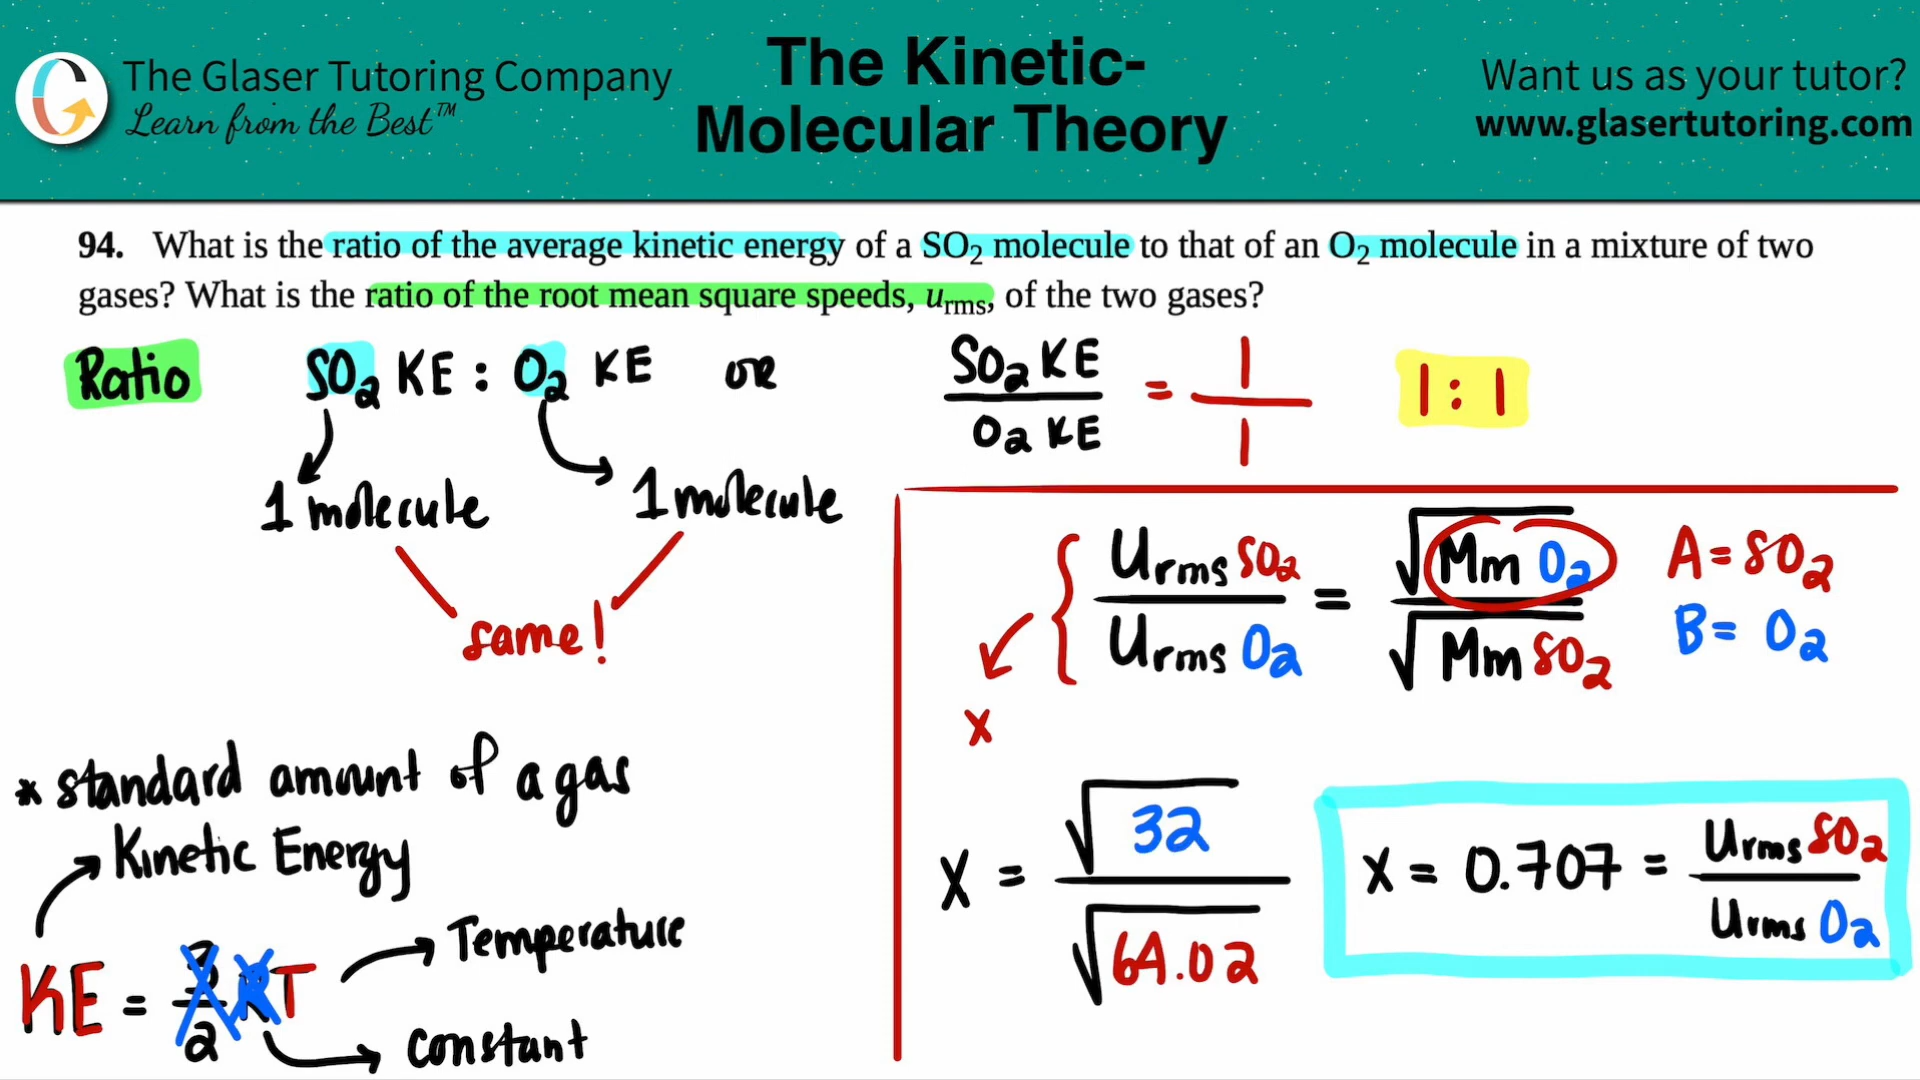 The Glaser Tutoring Company
Learn from the Best™
The Kinetic-
Molecular Theory
Want us as your tutor?
www.glasertutoring.com
94. What is the ratio of the average kinetic energy of a SO₂ molecule to that of an O₂ molecule in a mixture of two
gases? What is the ratio of the root mean square speeds, uᵣₘₛ, of the two gases?
Ratio SO₂ KE : O₂ KE or
SO₂ KE
O₂ KE
= 1
1
1 : 1
1 molecule 1 molecule
same!
Urms SO₂
Urms O₂
=
√Mm O₂
√Mm SO₂
A = SO₂
B = O₂
x
* standard amount of a gas
Kinetic Energy
Temperature
KE = 3/2 RT
constant
X =
√32
√64.02
X = 0.707 =
Urms SO₂
Urms O₂